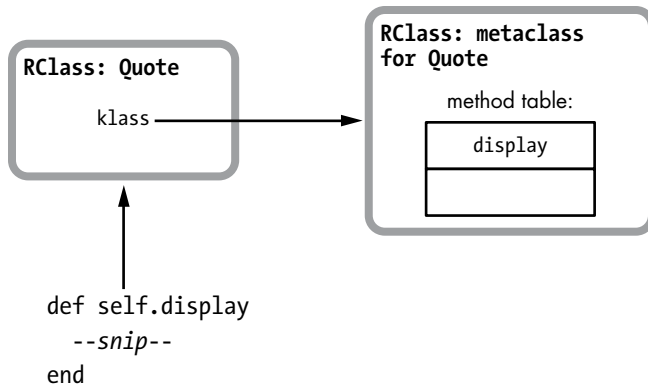 RClass: Quote
klass
RClass: metaclass
for Quote
method table:
display
def self.display
--snip--
end